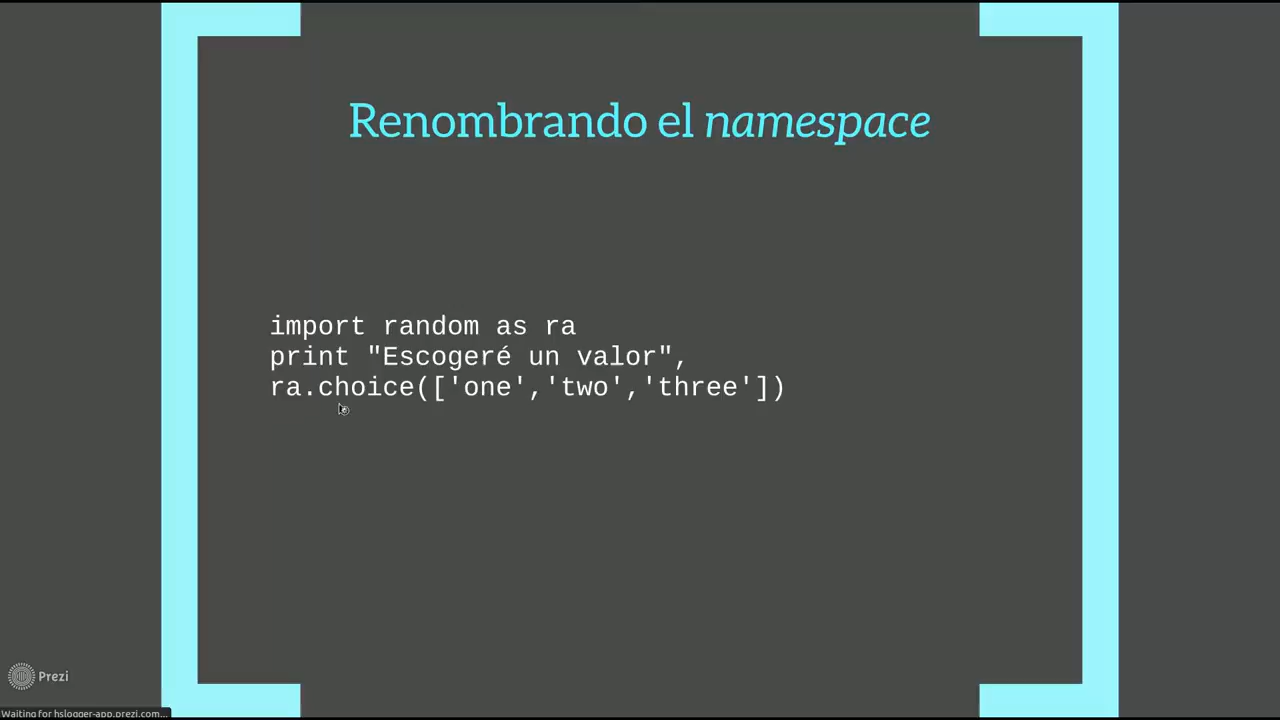 Renombrando el namespace
import random as ra
print "Escogeré un valor",
ra.choice(['one','two','three'])
Prezi
Waiting for hslogger-app.prezi.com...